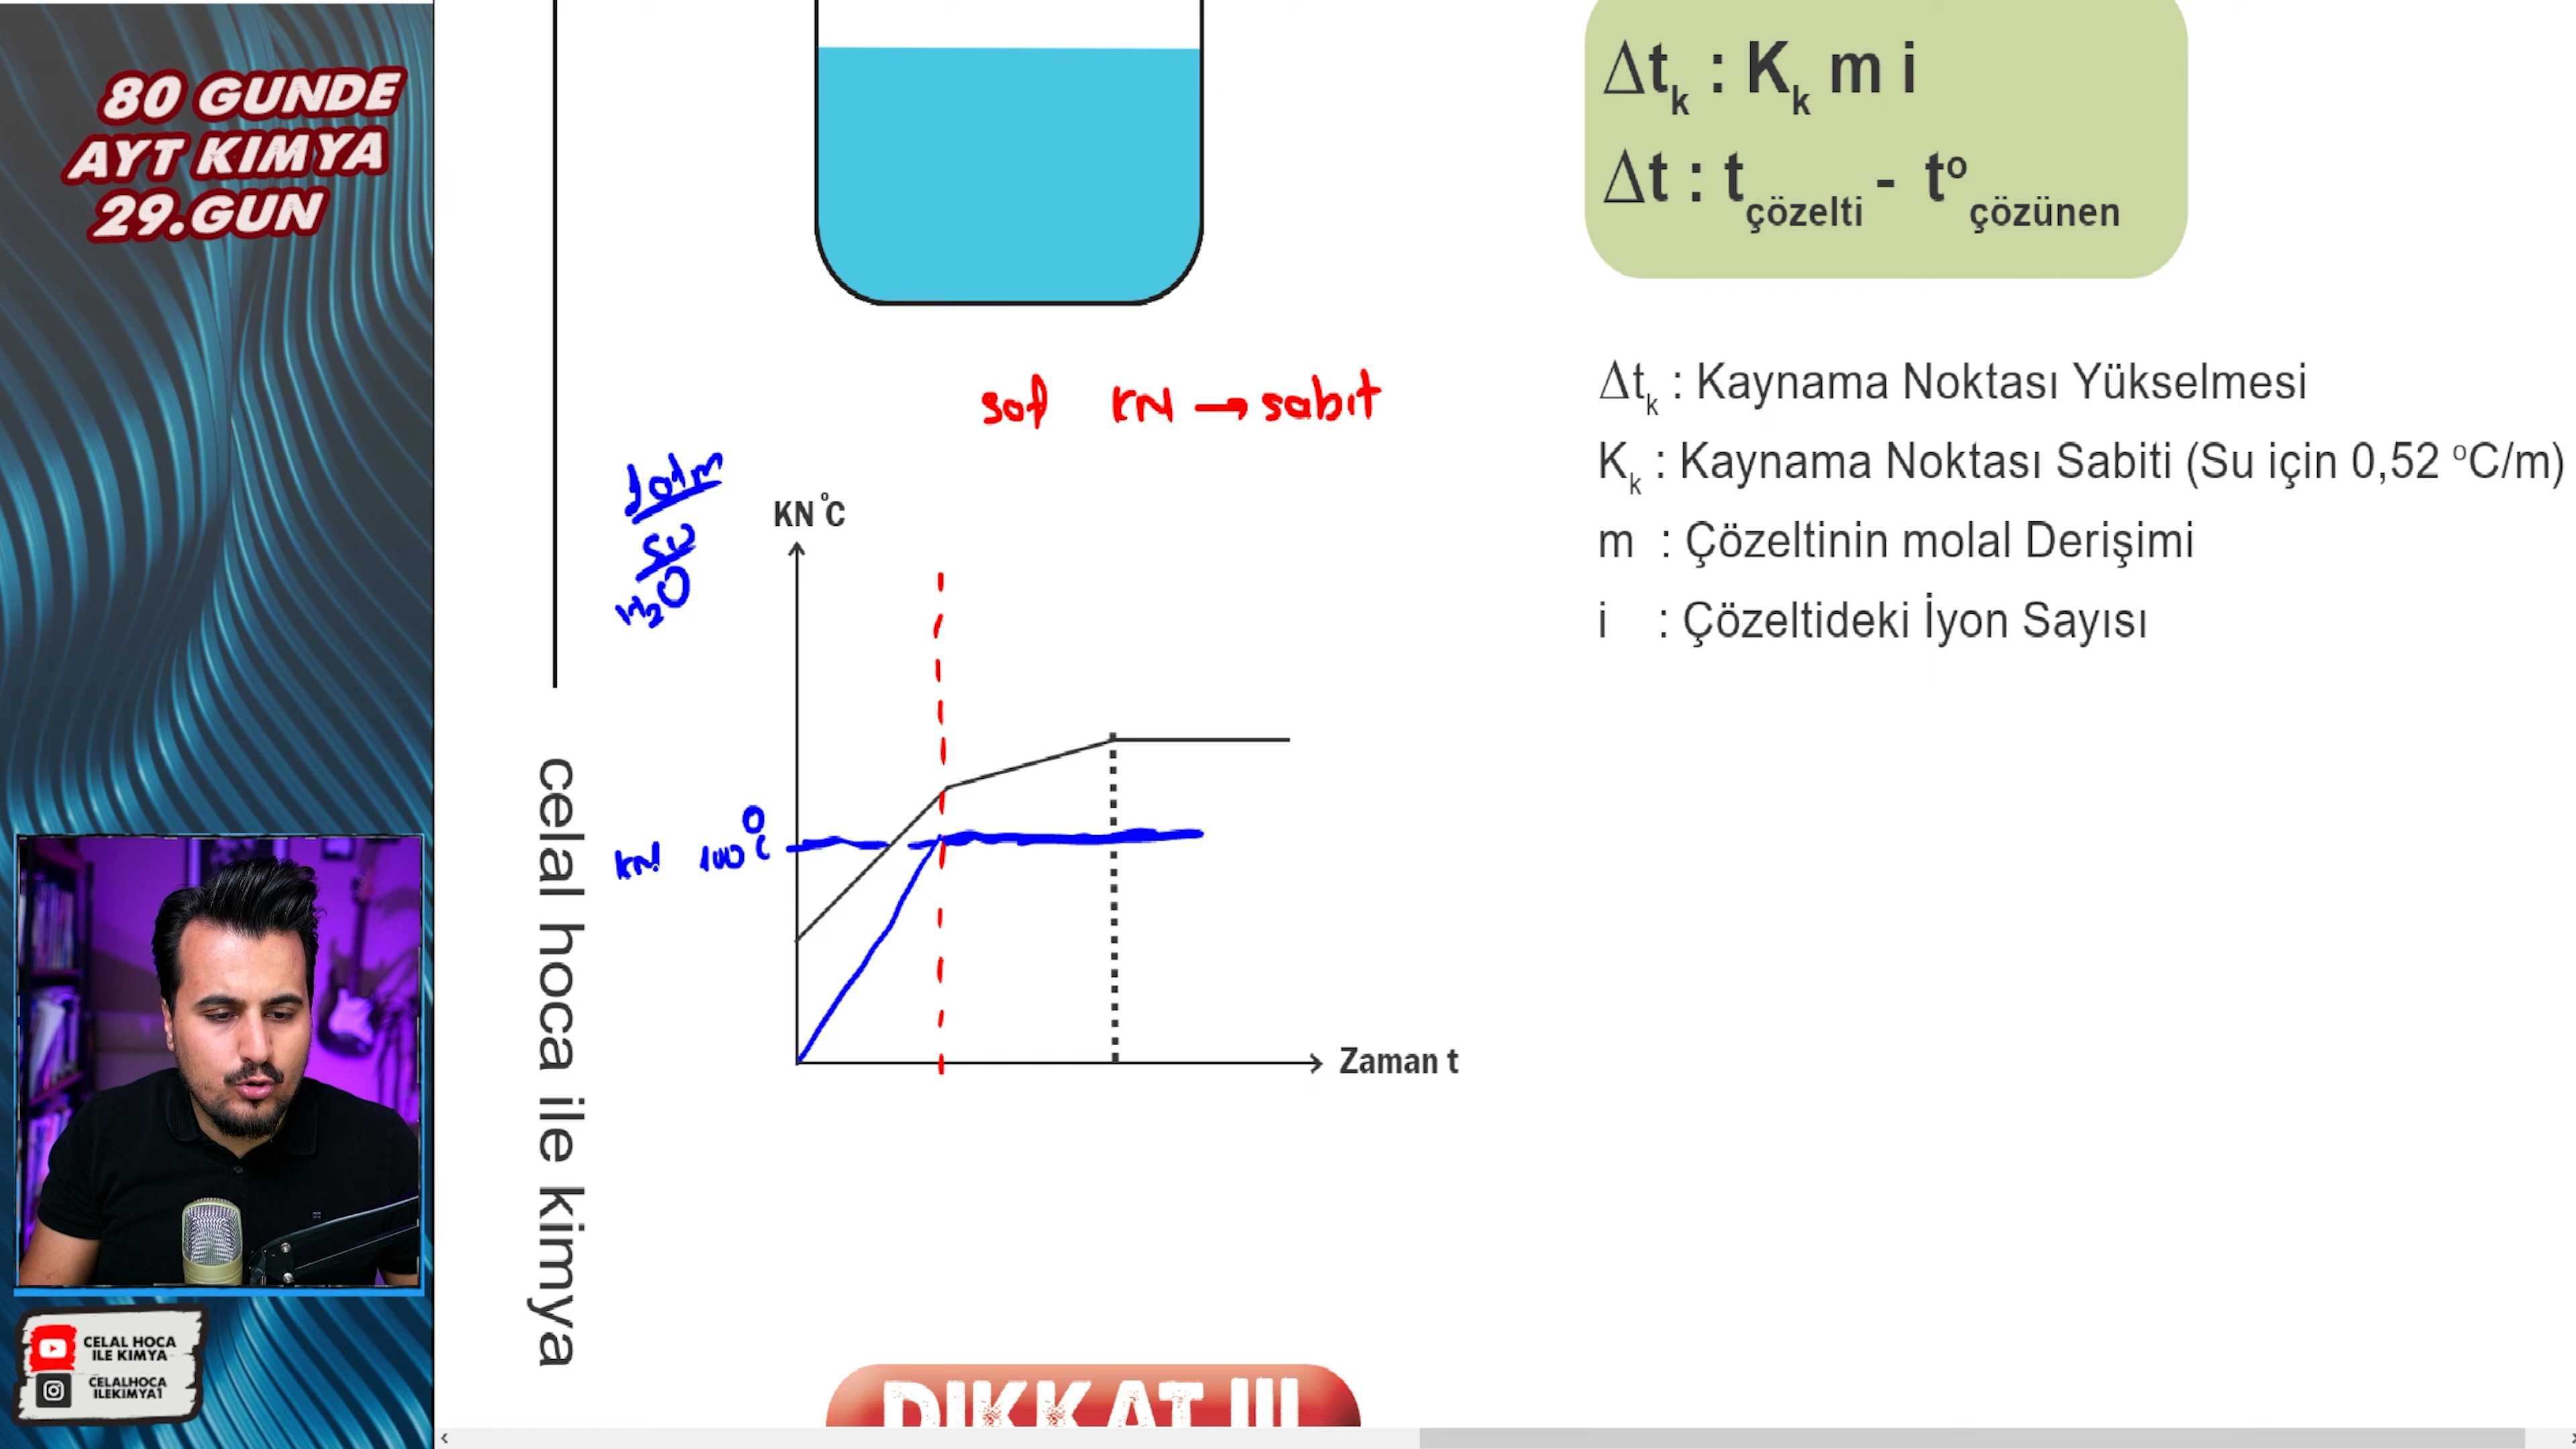 80 GUNDE
AYT KIMYA
29.GUN
Δtk : Kk m i
Δt : tçözelti - toçözünen
Δtk : Kaynama Noktası Yükselmesi
Kk : Kaynama Noktası Sabiti (Su için 0,52 oC/m)
m : Çözeltinin molal Derişimi
i : Çözeltideki İyon Sayısı
saf KN → sabit
1 atm
su
H2O
KN °C
KN 100 °C
Zaman t
celal hoca ile kimya
CELAL HOCA
ILE KIMYA
CELALHOCA
ILEKIMYA1
DIKKAT !!!